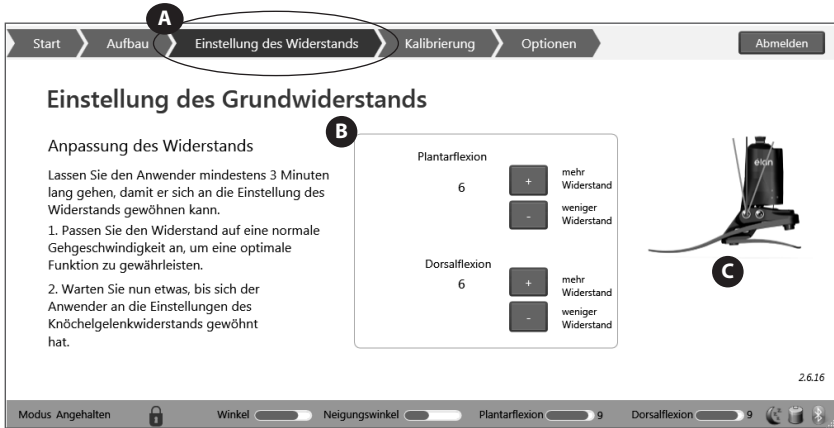 A
Start
Aufbau
Einstellung des Widerstands
Kalibrierung
Optionen
Abmelden
Einstellung des Grundwiderstands
Anpassung des Widerstands
Lassen Sie den Anwender mindestens 3 Minuten
lang gehen, damit er sich an die Einstellung des
Widerstands gewöhnen kann.
1. Passen Sie den Widerstand auf eine normale
Gehgeschwindigkeit an, um eine optimale
Funktion zu gewährleisten.
2. Warten Sie nun etwas, bis sich der
Anwender an die Einstellungen des
Knöchelgelenkwiderstands gewöhnt
hat.
B
Plantarflexion
6
+
mehr
Widerstand
-
weniger
Widerstand
Dorsalflexion
6
+
mehr
Widerstand
-
weniger
Widerstand
elan
C
2.6.16
Modus Angehalten
Winkel
Neigungswinkel
Plantarflexion 9
Dorsalflexion 9